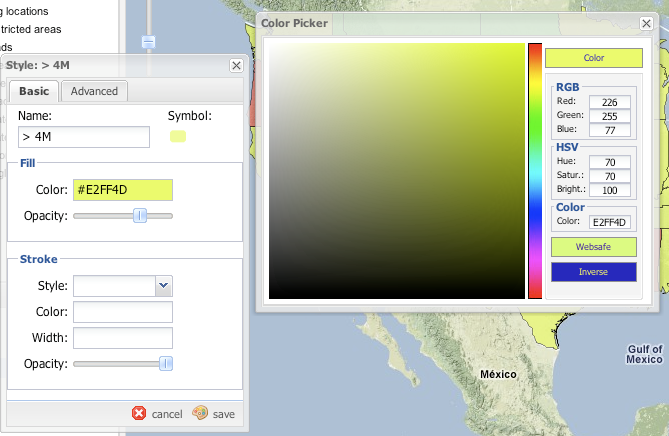 ng locations
tricted areas
nds
Style: > 4M
Basic
Advanced
Name:
Symbol:
> 4M
Fill
Color: #E2FF4D
Opacity:
Stroke
Style:
Color:
Width:
Opacity:
cancel
save
Color Picker
Color
RGB
Red: 226
Green: 255
Blue: 77
HSV
Hue: 70
Satur.: 70
Bright.: 100
Color
Color: E2FF4D
Websafe
Inverse
Gulf of
Mexico
México